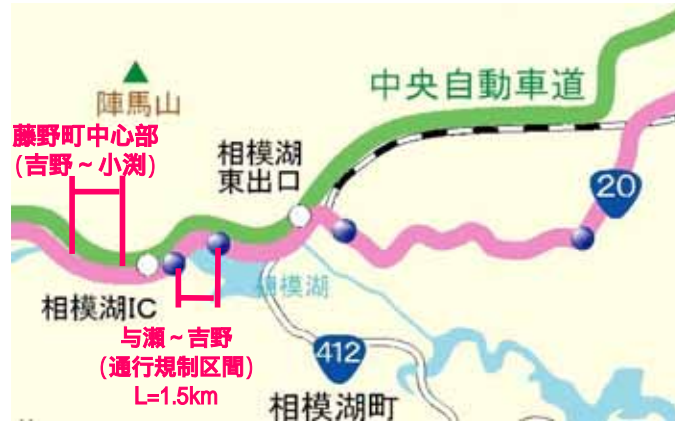 中央自動車道
陣馬山
藤野町中心部
(吉野～小渕)
相模湖
東出口
20
相模湖IC
相模湖
与瀬～吉野
(通行規制区間)
L=1.5km
412
相模湖町